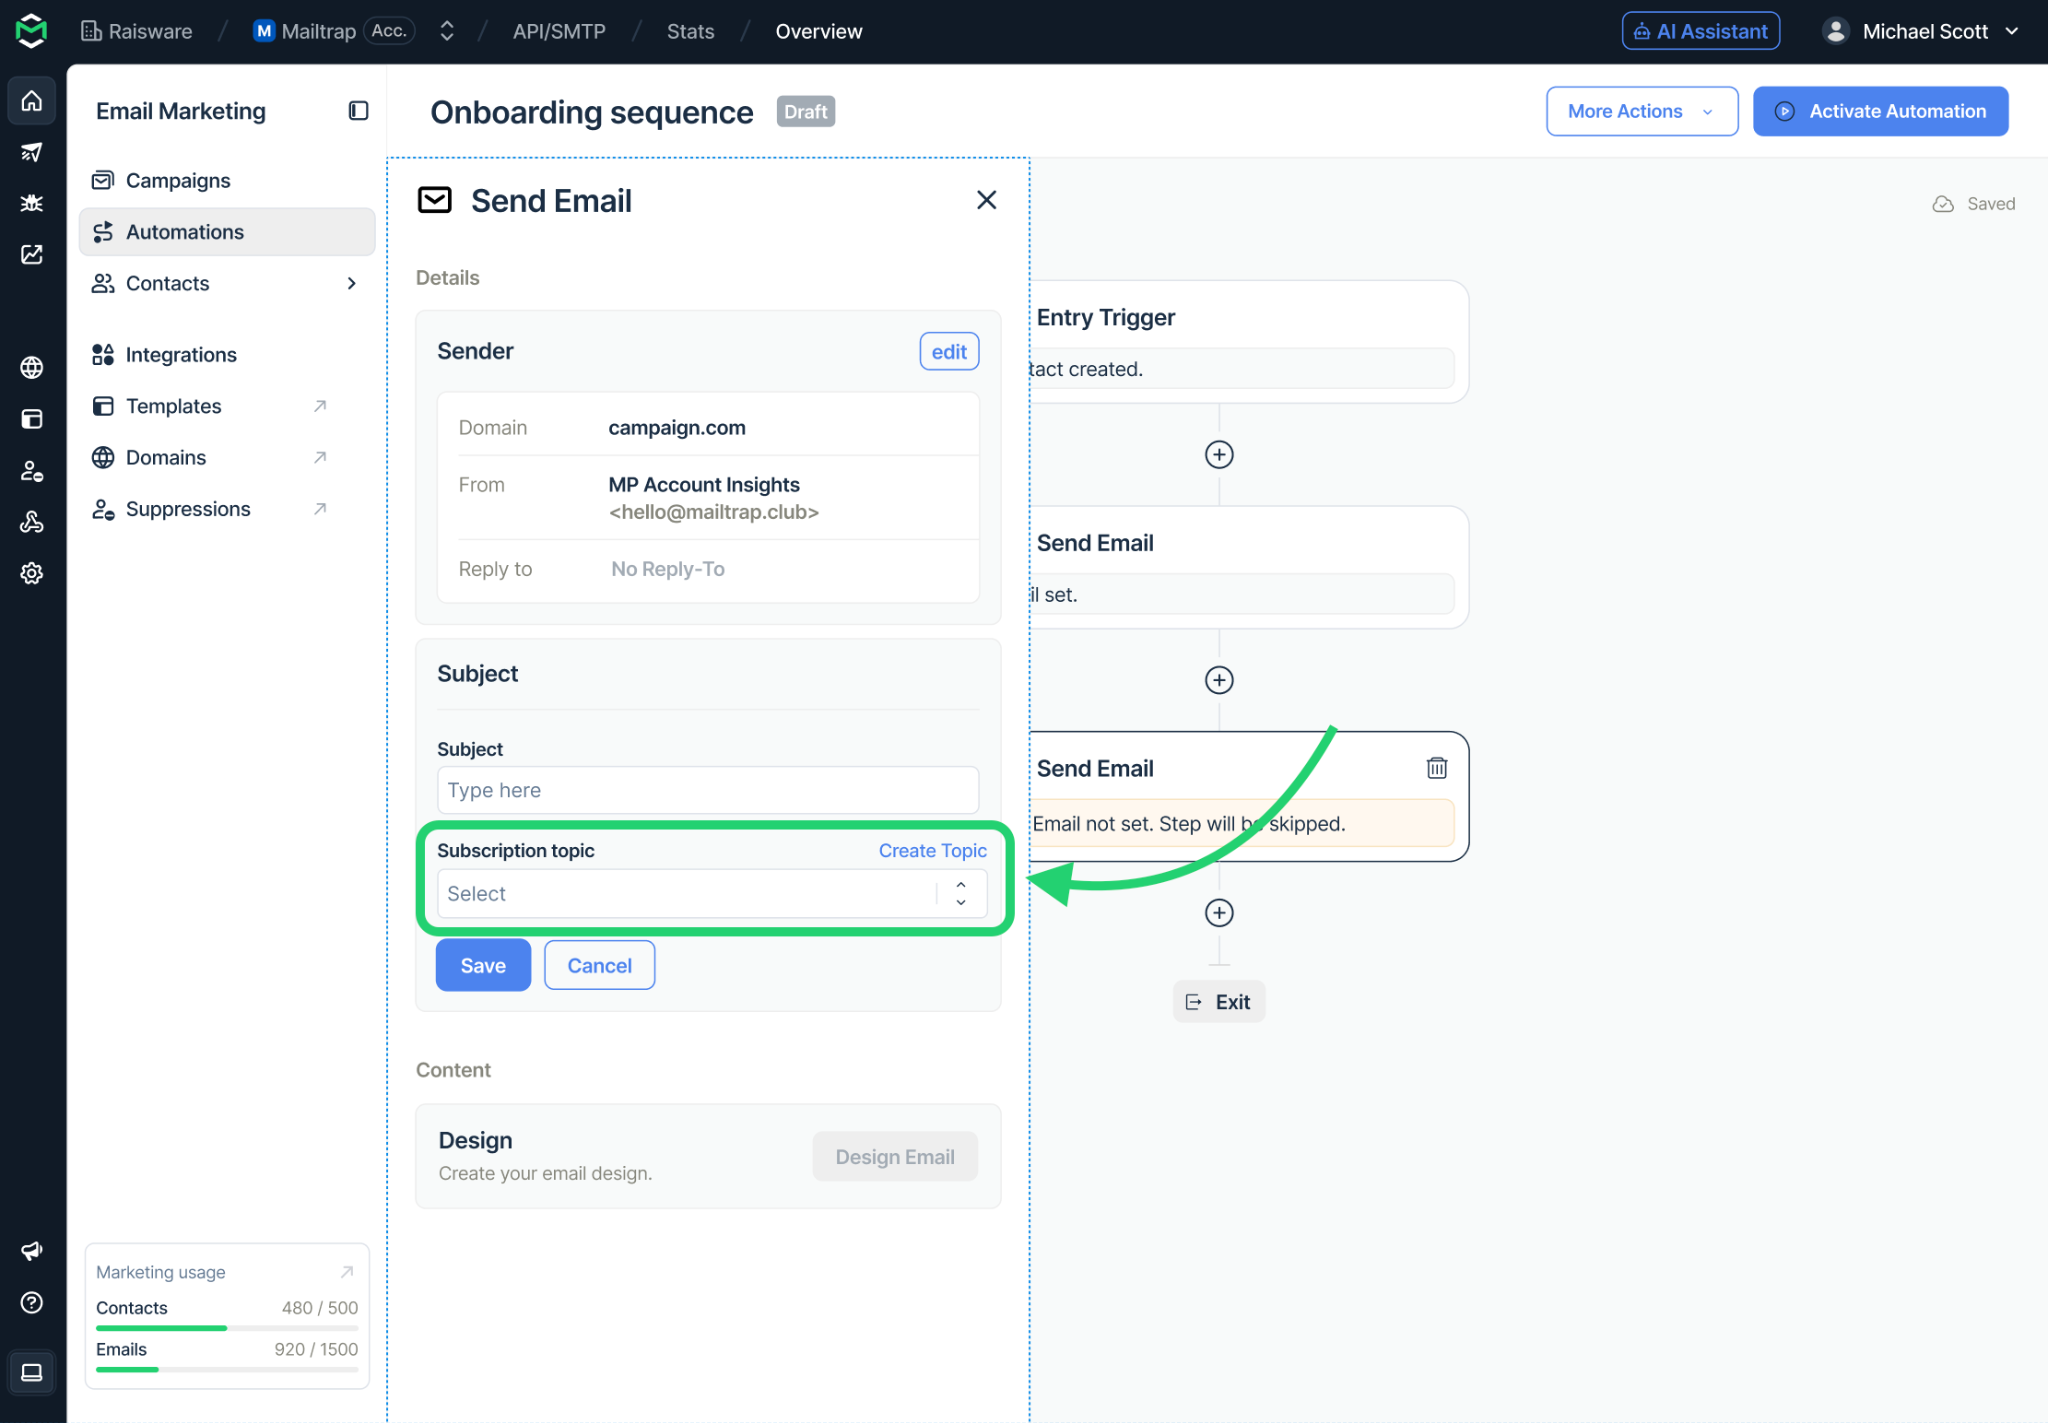 Raisware / M Mailtrap Acc. / API/SMTP / Stats / Overview
AI Assistant
Michael Scott
Email Marketing
Campaigns
Automations
Contacts
Integrations
Templates
Domains
Suppressions
Marketing usage
Contacts 480 / 500
Emails 920 / 1500
Onboarding sequence Draft
More Actions
Activate Automation
Saved
Send Email
Details
Sender edit
Domain campaign.com
From MP Account Insights
<hello@mailtrap.club>
Reply to No Reply-To
Subject
Subject
Type here
Subscription topic Create Topic
Select
Save Cancel
Content
Design
Create your email design.
Design Email
Entry Trigger
tact created.
Send Email
il set.
Send Email
Email not set. Step will be skipped.
Exit